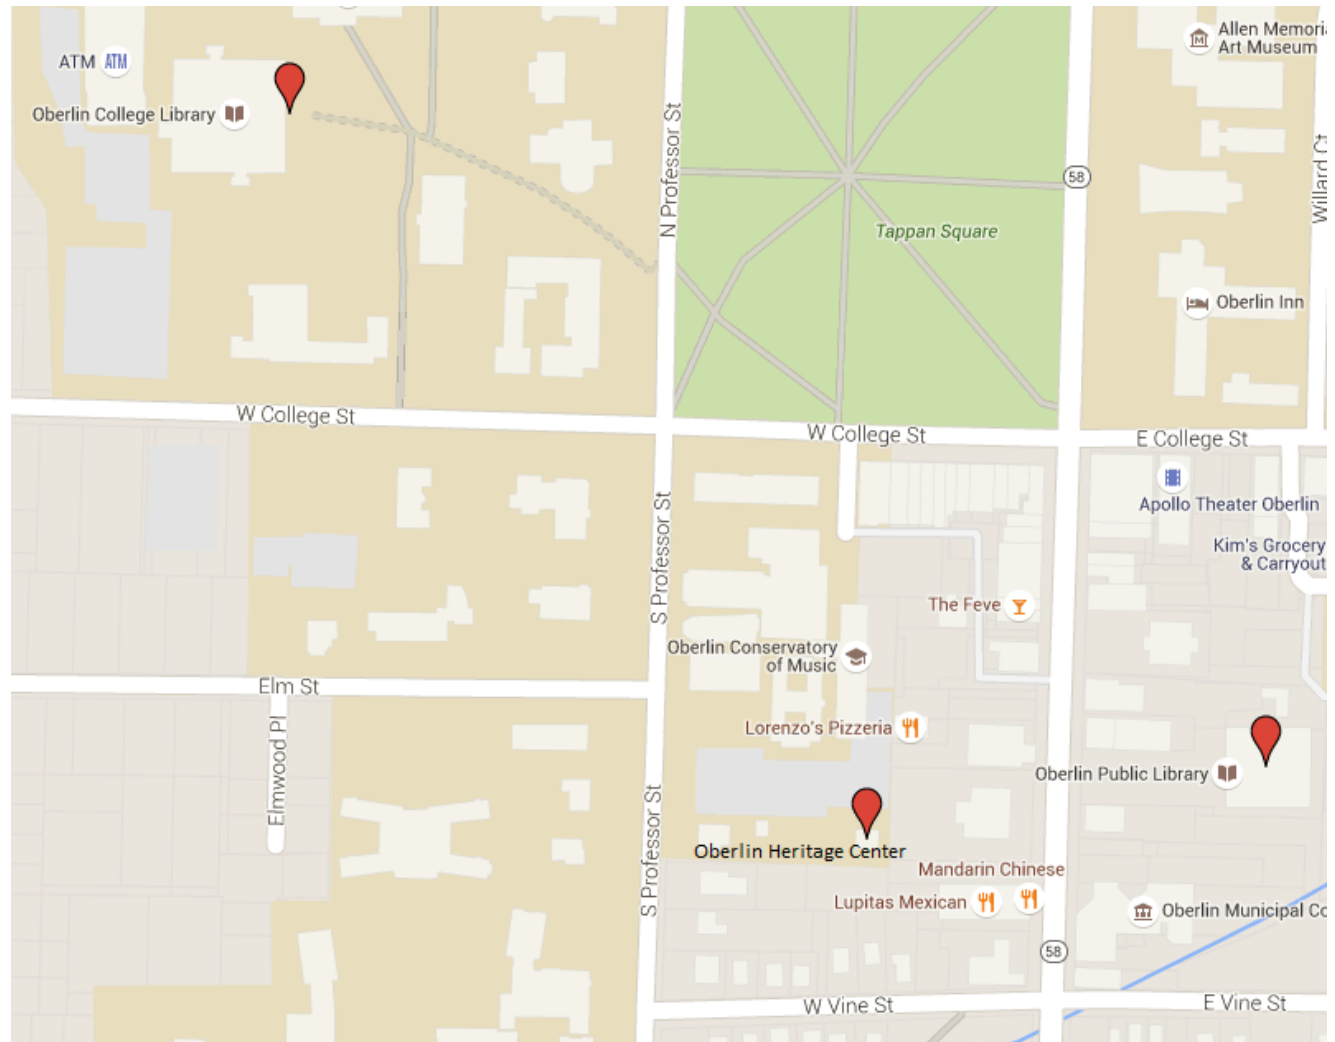 Allen Memori
Art Museum
ATM ATM
Oberlin College Library
N Professor St
58
Willard Ct
Tappan Square
Oberlin Inn
W College St
W College St
E College St
Apollo Theater Oberlin
Kim's Grocery
& Carryout
S Professor St
The Feve
Oberlin Conservatory
of Music
Elm St
Elmwood Pl
Lorenzo's Pizzeria
Oberlin Public Library
S Professor St
Oberlin Heritage Center
Mandarin Chinese
Lupitas Mexican
Oberlin Municipal Co
58
W Vine St
E Vine St